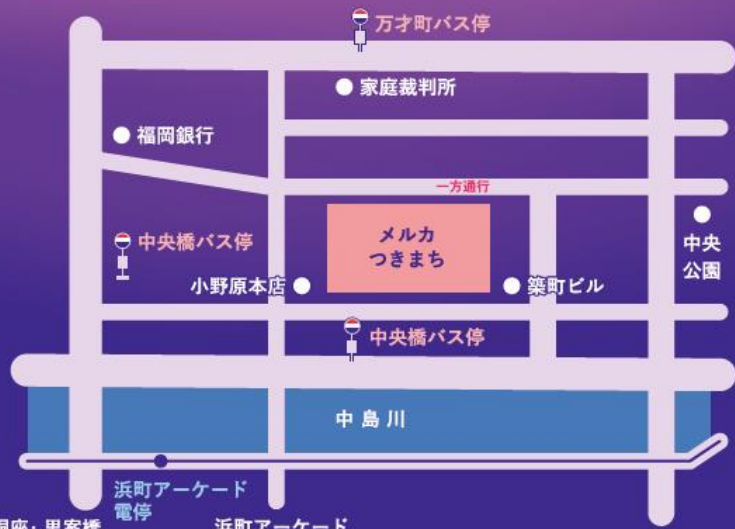 万才町バス停
家庭裁判所
福岡銀行
一方通行
メルカ
つきまち
中央
公園
中央橋バス停
小野原本店
築町ビル
中央橋バス停
中島川
浜町アーケード
電停
思案橋
浜町アーケード